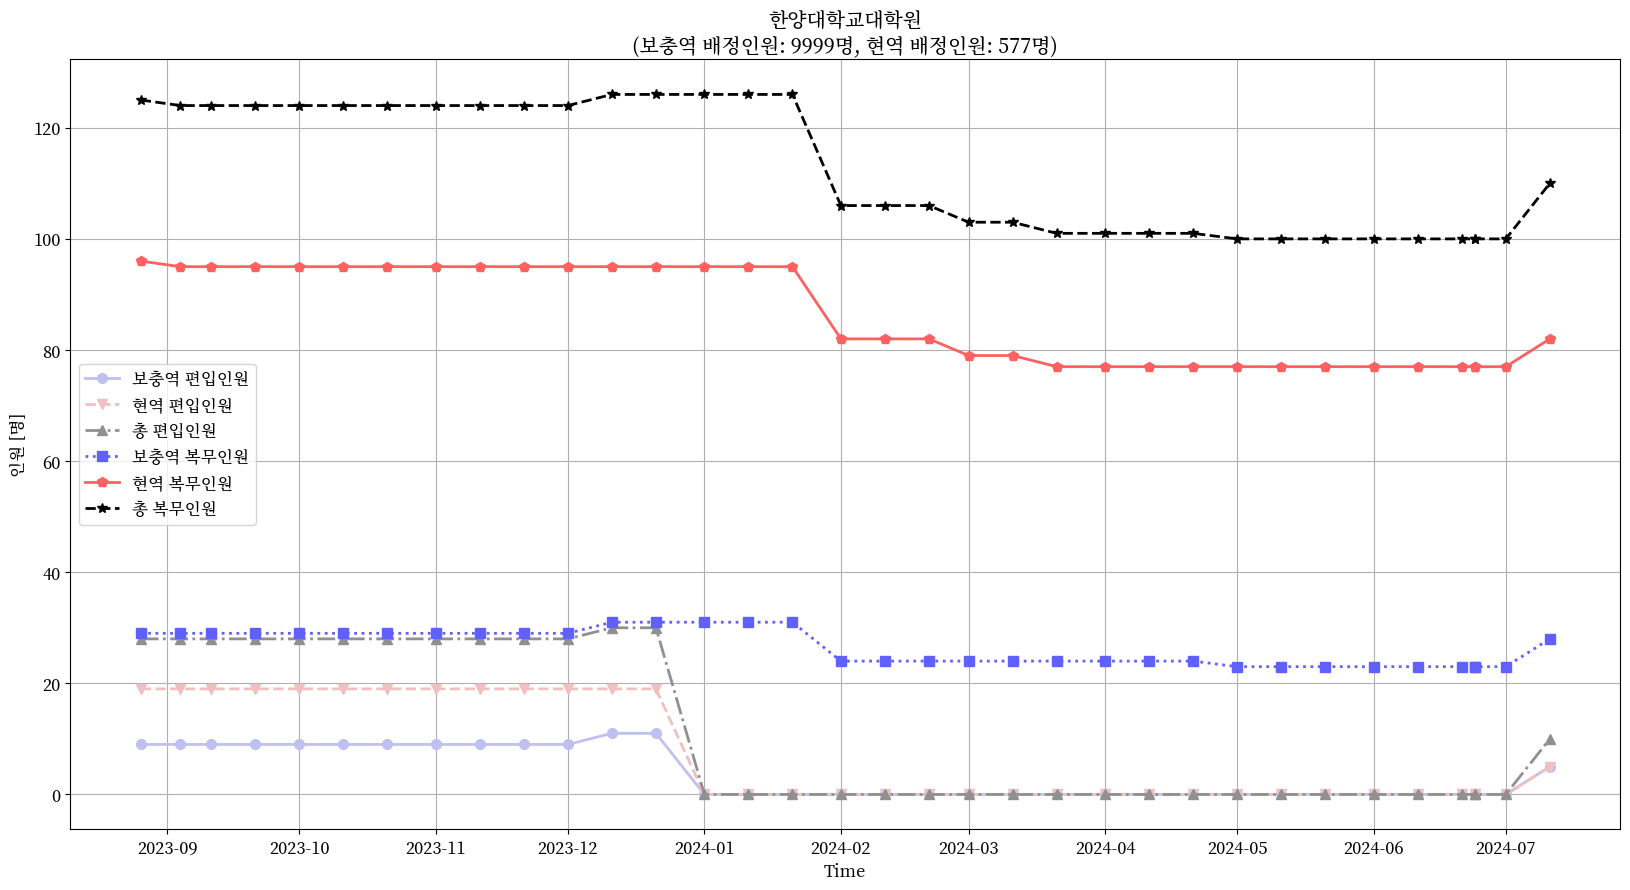 한양대학교대학원
(보충역 배정인원: 9999명, 현역 배정인원: 577명)
120
100
80
60
40
20
0
인원 [명]
보충역 편입인원
현역 편입인원
총 편입인원
보충역 복무인원
현역 복무인원
총 복무인원
2023-09
2023-10
2023-11
2023-12
2024-01
2024-02
2024-03
2024-04
2024-05
2024-06
2024-07
Time